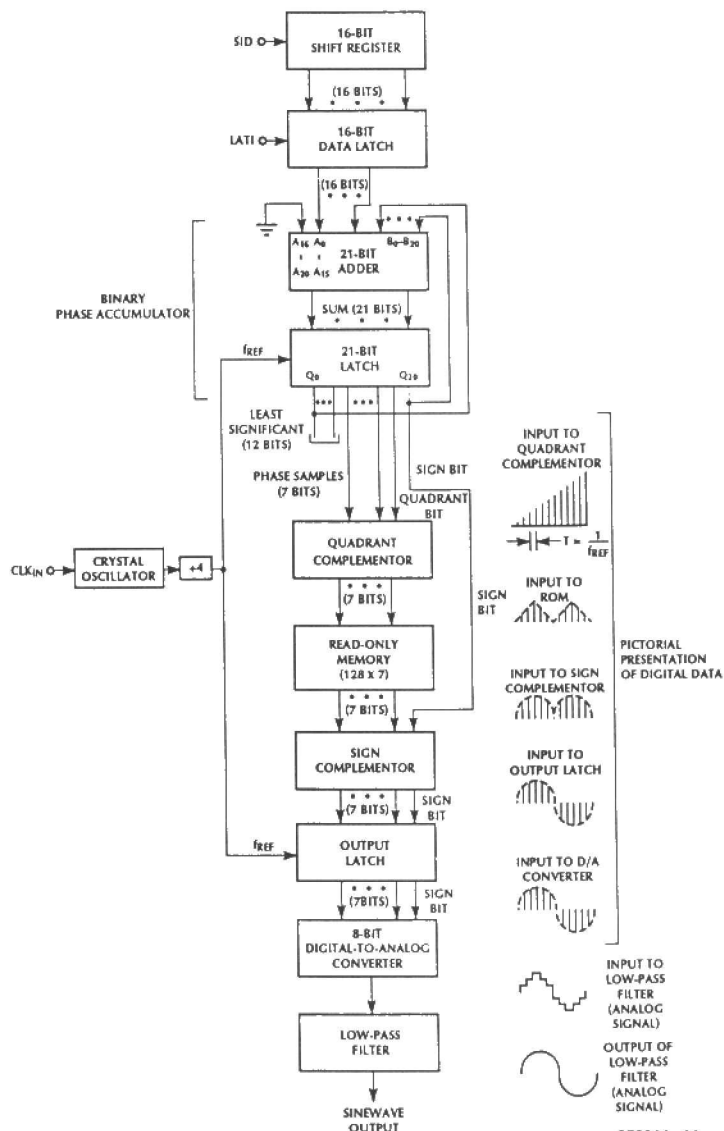 16-BIT
SHIFT REGISTER
SID
(16 BITS)
16-BIT
DATA LATCH
LATI
(16 BITS)
A16 A0 B0-B20
21-BIT
ADDER
A20 A15
BINARY
PHASE ACCUMULATOR
SUM (21 BITS)
fREF
21-BIT
LATCH
Q0 Q20
LEAST
SIGNIFICANT
(12 BITS)
PHASE SAMPLES
(7 BITS)
SIGN BIT
QUADRANT
BIT
INPUT TO
QUADRANT
COMPLEMENTOR
T = 1
fREF
QUADRANT
COMPLEMENTOR
CLKIN
CRYSTAL
OSCILLATOR
÷4
(7 BITS)
SIGN
BIT
INPUT TO
ROM
READ-ONLY
MEMORY
(128 X 7)
PICTORIAL
PRESENTATION
OF DIGITAL DATA
(7 BITS)
INPUT TO SIGN
COMPLEMENTOR
SIGN
COMPLEMENTOR
INPUT TO
OUTPUT LATCH
(7 BITS)
SIGN
BIT
fREF
OUTPUT
LATCH
INPUT TO D/A
CONVERTER
(7BITS)
SIGN
BIT
8-BIT
DIGITAL-TO-ANALOG
CONVERTER
INPUT TO
LOW-PASS
FILTER
(ANALOG
SIGNAL)
LOW-PASS
FILTER
OUTPUT OF
LOW-PASS
FILTER
(ANALOG
SIGNAL)
SINEWAVE
OUTPUT